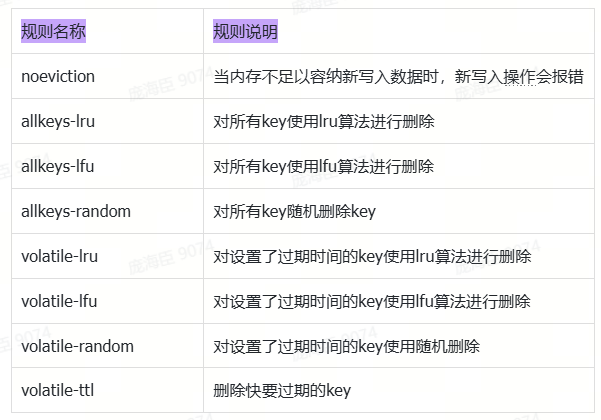 规则名称 规则说明
noeviction 当内存不足以容纳新写入数据时，新写入操作会报错
allkeys-lru 对所有key使用lru算法进行删除
allkeys-lfu 对所有key使用lfu算法进行删除
allkeys-random 对所有key随机删除key
volatile-lru 对设置了过期时间的key使用lru算法进行删除
volatile-lfu 对设置了过期时间的key使用lfu算法进行删除
volatile-random 对设置了过期时间的key使用随机删除
volatile-ttl 删除快要过期的key
庞海臣 9074